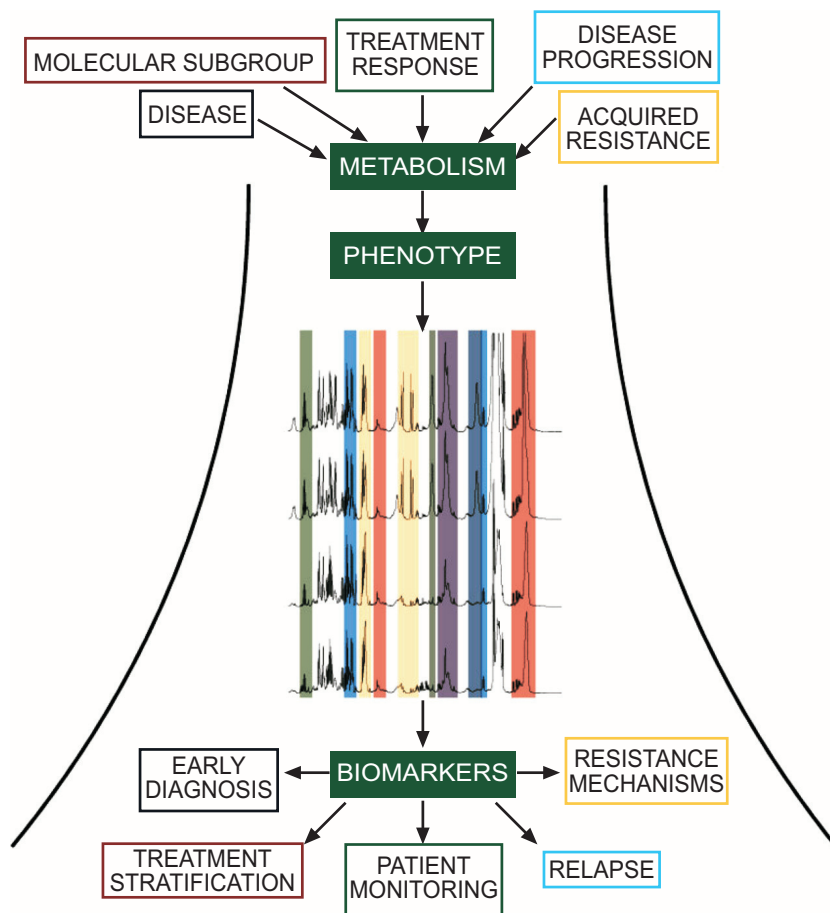 MOLECULAR SUBGROUP
TREATMENT
RESPONSE
DISEASE
PROGRESSION
DISEASE
ACQUIRED
RESISTANCE
METABOLISM
PHENOTYPE
EARLY
DIAGNOSIS
BIOMARKERS
RESISTANCE
MECHANISMS
TREATMENT
STRATIFICATION
PATIENT
MONITORING
RELAPSE